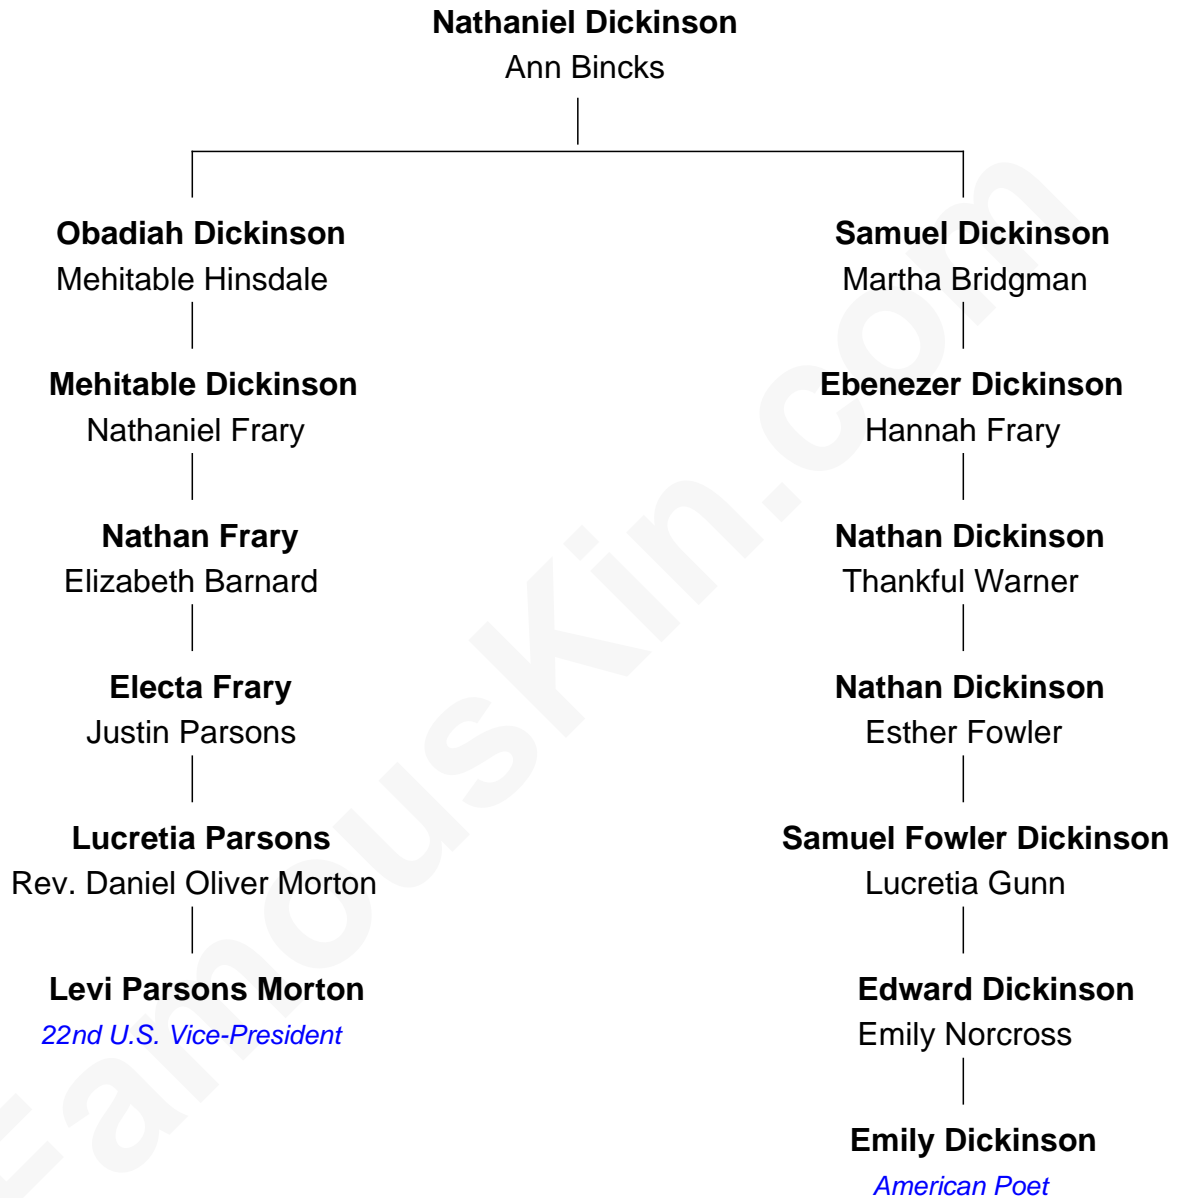 Nathaniel Dickinson
Ann Bincks
Obadiah Dickinson
Mehitable Hinsdale
Samuel Dickinson
Martha Bridgman
Mehitable Dickinson
Nathaniel Frary
Ebenezer Dickinson
Hannah Frary
Nathan Frary
Elizabeth Barnard
Nathan Dickinson
Thankful Warner
Electa Frary
Justin Parsons
Nathan Dickinson
Esther Fowler
Lucretia Parsons
Rev. Daniel Oliver Morton
Samuel Fowler Dickinson
Lucretia Gunn
Levi Parsons Morton
22nd U.S. Vice-President
Edward Dickinson
Emily Norcross
Emily Dickinson
American Poet
FamousKin.com